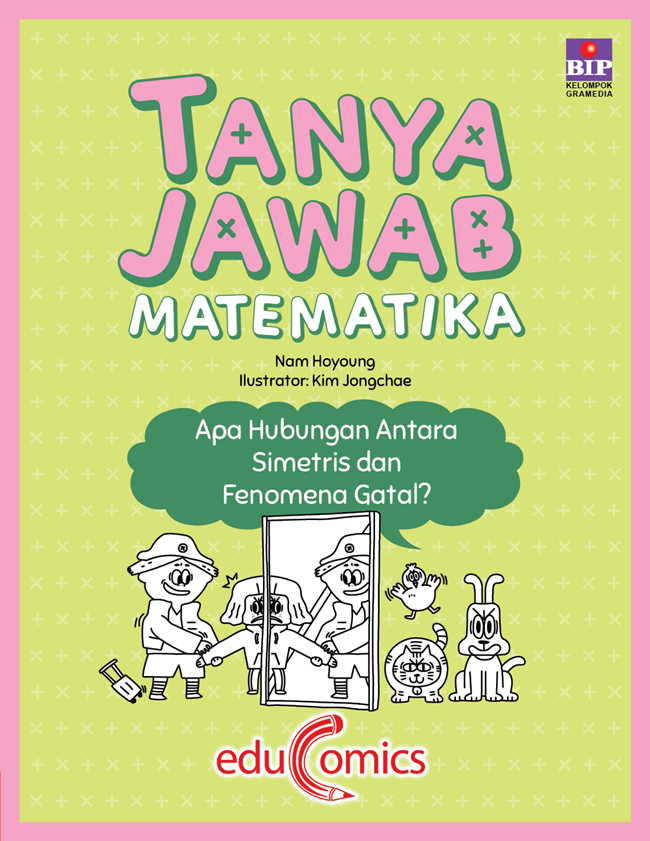 BIP
KELOMPOK
GRAMEDIA
TANYA
JAWAB
MATEMATIKA
Nam Hoyoung
Ilustrator: Kim Jongchae
Apa Hubungan Antara
Simetris dan
Fenomena Gatal?
educomics